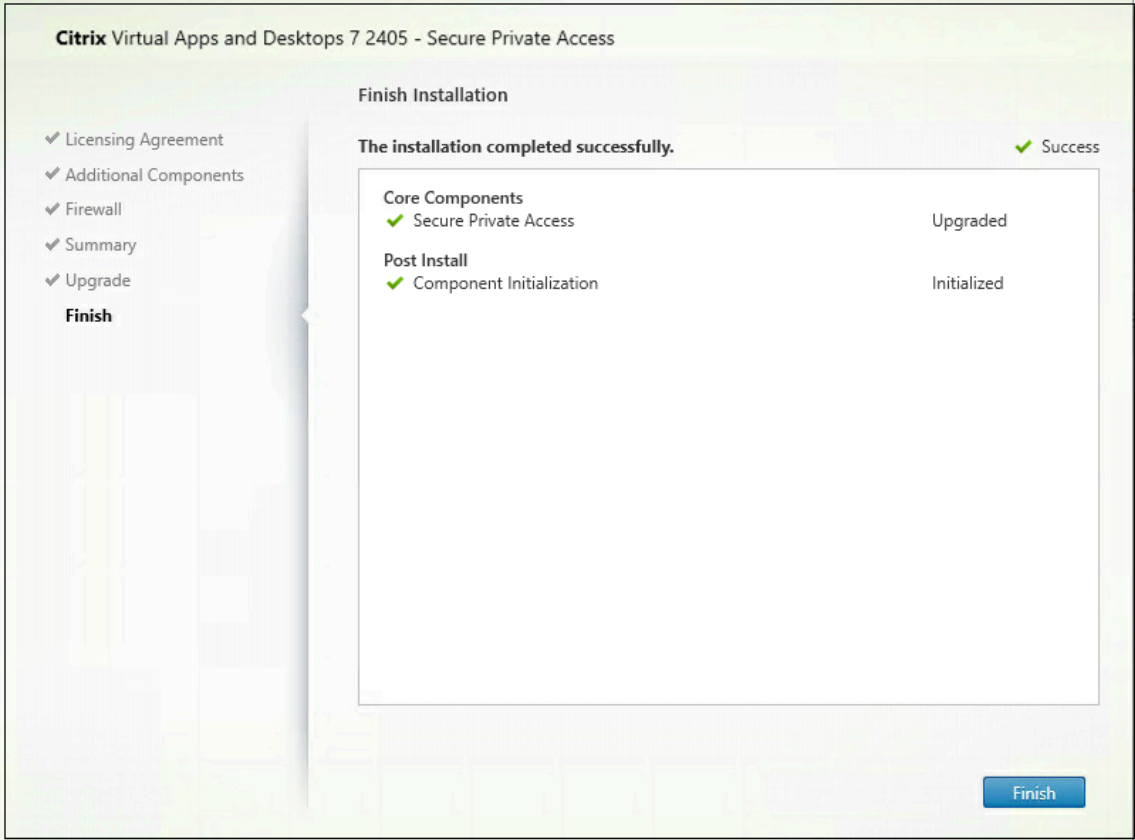 Citrix Virtual Apps and Desktops 7 2405 - Secure Private Access
Finish Installation
Licensing Agreement
Additional Components
Firewall
Summary
Upgrade
Finish
The installation completed successfully.
Success
Core Components
Secure Private Access Upgraded
Post Install
Component Initialization Initialized
Finish